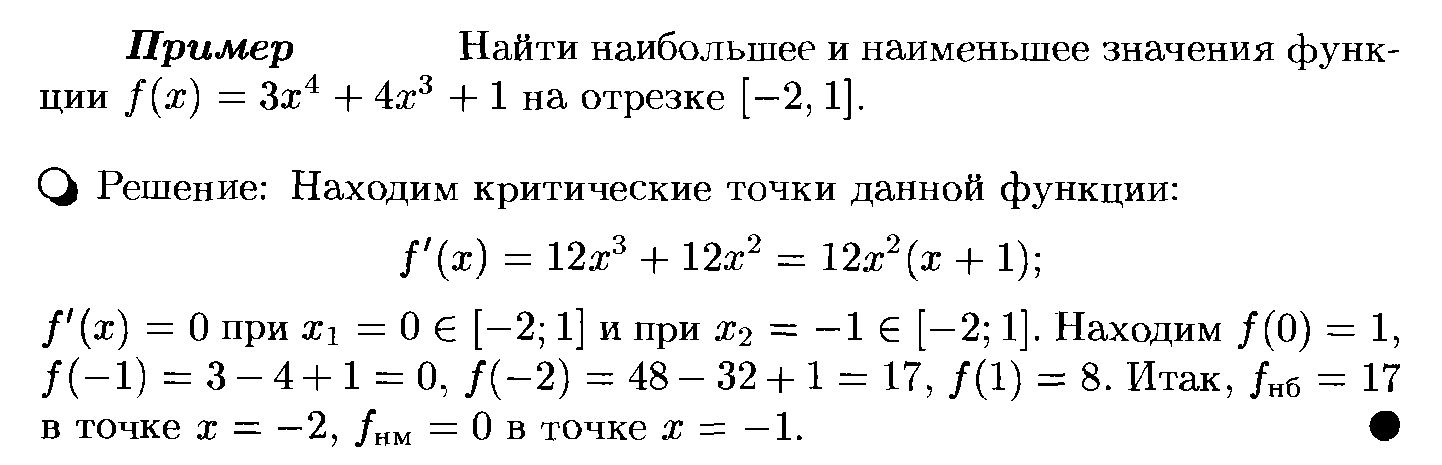 Пример Найти наибольшее и наименьшее значения функ-
ции f(x) = 3x⁴ + 4x³ + 1 на отрезке [−2, 1].
Решение: Находим критические точки данной функции:
f′(x) = 12x³ + 12x² = 12x²(x + 1);
f′(x) = 0 при x₁ = 0 ∈ [−2; 1] и при x₂ = −1 ∈ [−2; 1]. Находим f(0) = 1,
f(−1) = 3 − 4 + 1 = 0, f(−2) = 48 − 32 + 1 = 17, f(1) = 8. Итак, fнб = 17
в точке x = −2, fнм = 0 в точке x = −1.